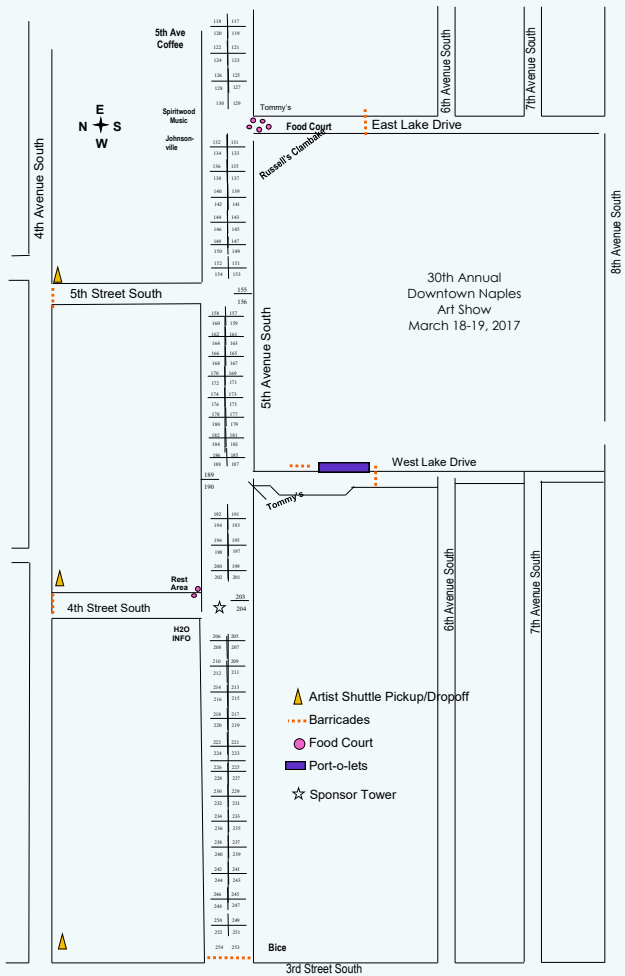 118 117
120 119
5th Ave
Coffee
122 121
124 123
126 125
128 127
130 129
6th Avenue South
7th Avenue South
E
N S
W
Spiritwood
Music
Tommy's
Food Court
East Lake Drive
Johnson-
ville
Russell's Clambake
132 131
134 133
136 135
138 137
140 139
142 141
144 143
146 145
148 147
150 149
152 151
154 153
4th Avenue South
8th Avenue South
5th Street South
155
156
30th Annual
Downtown Naples
Art Show
March 18-19, 2017
5th Avenue South
158 157
160 159
162 161
164 163
166 165
168 167
170 169
172 171
174 173
176 175
178 177
180 179
182 181
184 183
186 185
188 187
West Lake Drive
189
190
Tommy's
192 191
194 193
196 195
198 197
200 199
202 201
Rest
Area
203
204
4th Street South
6th Avenue South
7th Avenue South
H2O
INFO
206 205
208 207
210 209
212 211
214 213
216 215
218 217
220 219
222 221
224 223
226 225
228 227
230 229
232 231
234 233
236 235
238 237
240 239
242 241
244 243
246 245
248 247
250 249
252 251
254 253
Artist Shuttle Pickup/Dropoff
Barricades
Food Court
Port-o-lets
Sponsor Tower
Bice
3rd Street South